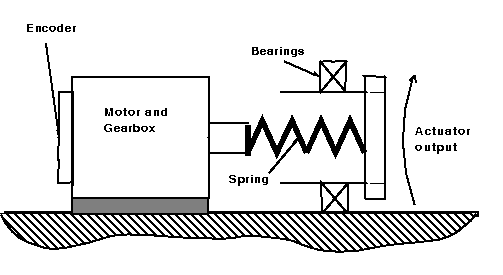 Encoder
Bearings
Motor and
Gearbox
Actuator
output
Spring